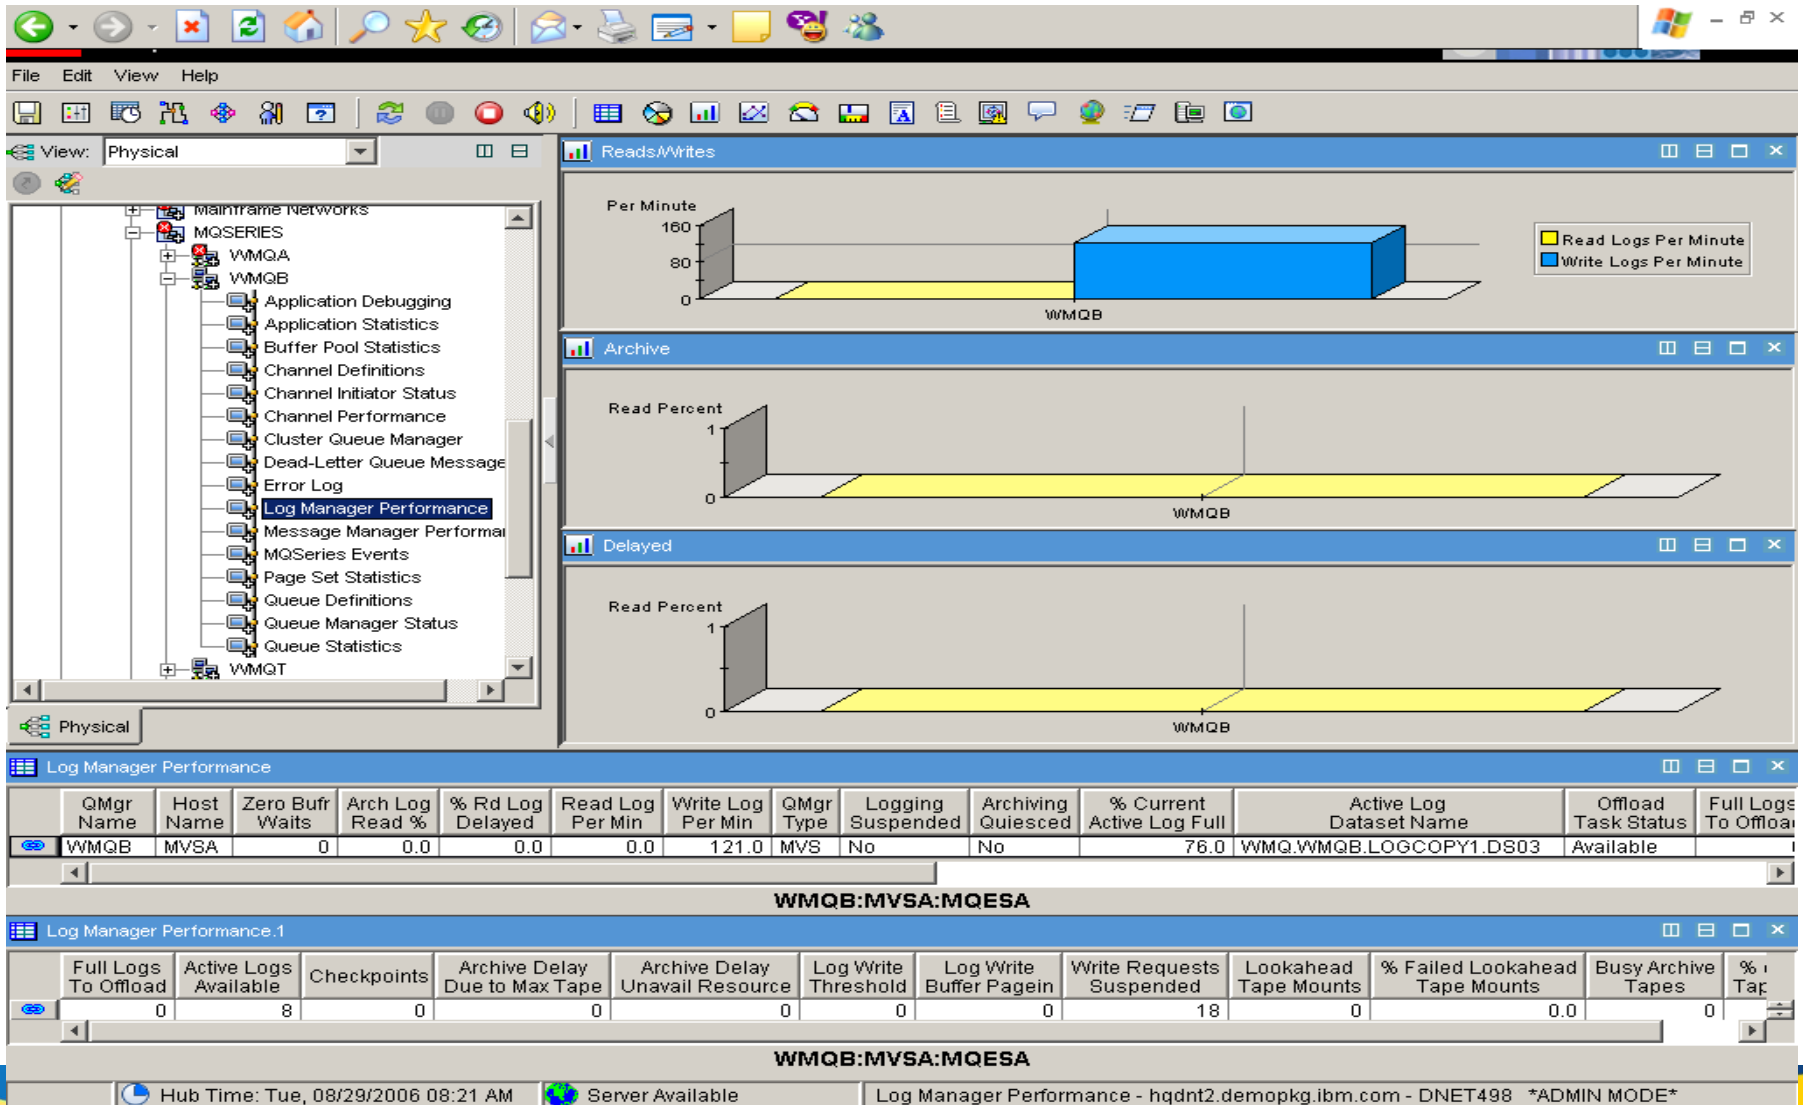 File Edit View Help
View: Physical
Mainframe Networks
MQSERIES
WMQA
WMQB
Application Debugging
Application Statistics
Buffer Pool Statistics
Channel Definitions
Channel Initiator Status
Channel Performance
Cluster Queue Manager
Dead-Letter Queue Message
Error Log
Log Manager Performance
Message Manager Performa
MQSeries Events
Page Set Statistics
Queue Definitions
Queue Manager Status
Queue Statistics
WMQT
Physical
Reads/Writes
Per Minute
160
80
0
WMQB
Read Logs Per Minute
Write Logs Per Minute
Archive
Read Percent
1
0
WMQB
Delayed
Read Percent
1
0
WMQB
Log Manager Performance
QMgr Name Host Name Zero Bufr Waits Arch Log Read % % Rd Log Delayed Read Log Per Min Write Log Per Min QMgr Type Logging Suspended Archiving Quiesced % Current Active Log Full Active Log Dataset Name Offload Task Status Full Logs To Offloa
WMQB MVSA 0 0.0 0.0 0.0 121.0 MVS No No 76.0 WMQ.WMQB.LOGCOPY1.DS03 Available
WMQB:MVSA:MQESA
Log Manager Performance.1
Full Logs To Offload Active Logs Available Checkpoints Archive Delay Due to Max Tape Archive Delay Unavail Resource Log Write Threshold Log Write Buffer Pagein Write Requests Suspended Lookahead Tape Mounts % Failed Lookahead Tape Mounts Busy Archive Tapes % Tap
0 8 0 0 0 0 0 18 0 0.0 0
WMQB:MVSA:MQESA
Hub Time: Tue, 08/29/2006 08:21 AM Server Available Log Manager Performance - hqdnt2.demopkg.ibm.com - DNET498 *ADMIN MODE*